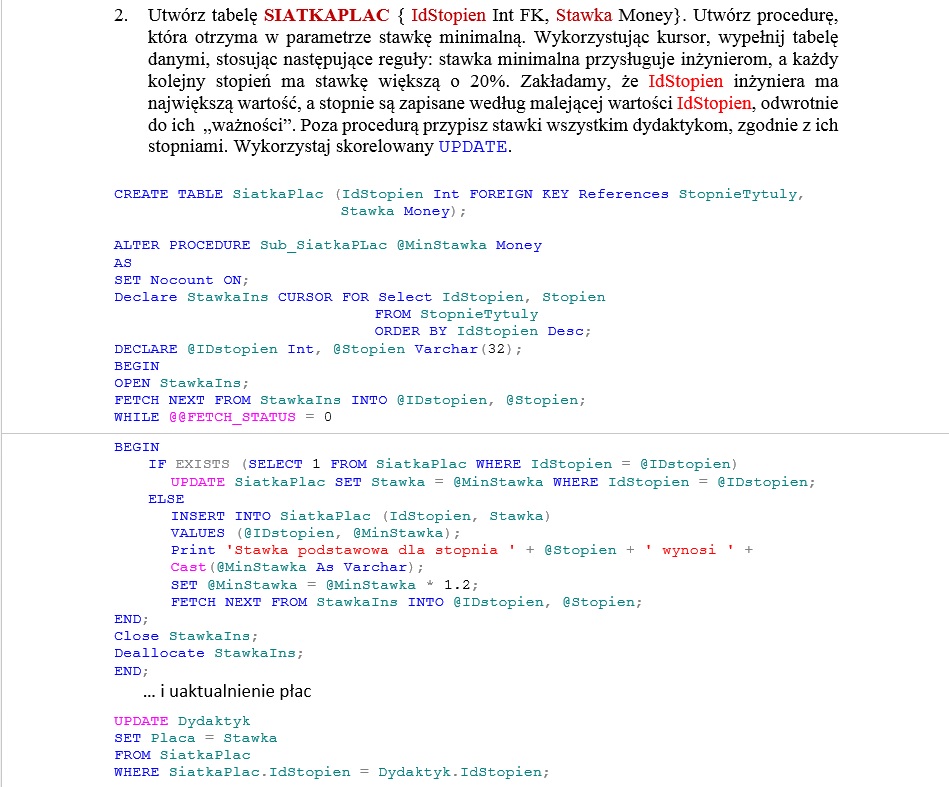 2. Utwórz tabelę SIATKAPLAC { IdStopien Int FK, Stawka Money}. Utwórz procedurę,
która otrzyma w parametrze stawkę minimalną. Wykorzystując kursor, wypełnij tabelę
danymi, stosując następujące reguły: stawka minimalna przysługuje inżynierom, a każdy
kolejny stopień ma stawkę większą o 20%. Zakładamy, że IdStopien inżyniera ma
największą wartość, a stopnie są zapisane według malejącej wartości IdStopien, odwrotnie
do ich „ważności”. Poza procedurą przypisz stawki wszystkim dydaktykom, zgodnie z ich
stopniami. Wykorzystaj skorelowany UPDATE.
CREATE TABLE SiatkaPlac (IdStopien Int FOREIGN KEY References StopnieTytuly,
Stawka Money);
ALTER PROCEDURE Sub_SiatkaPLac @MinStawka Money
AS
SET Nocount ON;
Declare StawkaIns CURSOR FOR Select IdStopien, Stopien
FROM StopnieTytuly
ORDER BY IdStopien Desc;
DECLARE @IDstopien Int, @Stopien Varchar(32);
BEGIN
OPEN StawkaIns;
FETCH NEXT FROM StawkaIns INTO @IDstopien, @Stopien;
WHILE @@FETCH_STATUS = 0
BEGIN
IF EXISTS (SELECT 1 FROM SiatkaPlac WHERE IdStopien = @IDstopien)
UPDATE SiatkaPlac SET Stawka = @MinStawka WHERE IdStopien = @IDstopien;
ELSE
INSERT INTO SiatkaPlac (IdStopien, Stawka)
VALUES (@IDstopien, @MinStawka);
Print 'Stawka podstawowa dla stopnia ' + @Stopien + ' wynosi ' +
Cast(@MinStawka As Varchar);
SET @MinStawka = @MinStawka * 1.2;
FETCH NEXT FROM StawkaIns INTO @IDstopien, @Stopien;
END;
Close StawkaIns;
Deallocate StawkaIns;
END;
... i uaktualnienie płac
UPDATE Dydaktyk
SET Placa = Stawka
FROM SiatkaPlac
WHERE SiatkaPlac.IdStopien = Dydaktyk.IdStopien;